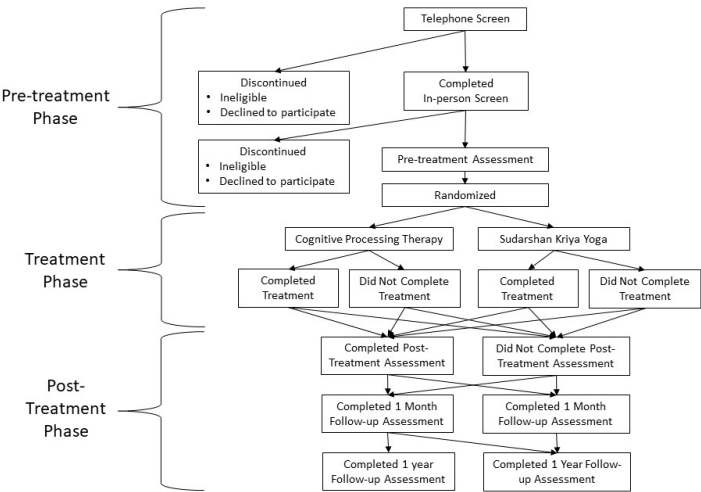 Telephone Screen
Discontinued
• Ineligible
• Declined to participate
Completed
In-person Screen
Pre-treatment
Phase
Discontinued
• Ineligible
• Declined to participate
Pre-treatment Assessment
Randomized
Cognitive Processing Therapy
Sudarshan Kriya Yoga
Treatment
Phase
Completed
Treatment
Did Not Complete
Treatment
Completed
Treatment
Did Not Complete
Treatment
Completed Post-
Treatment Assessment
Did Not Complete Post-
Treatment Assessment
Post-
Treatment
Phase
Completed 1 Month
Follow-up Assessment
Completed 1 Month
Follow-up Assessment
Completed 1 year
Follow-up Assessment
Completed 1 Year Follow-
up Assessment